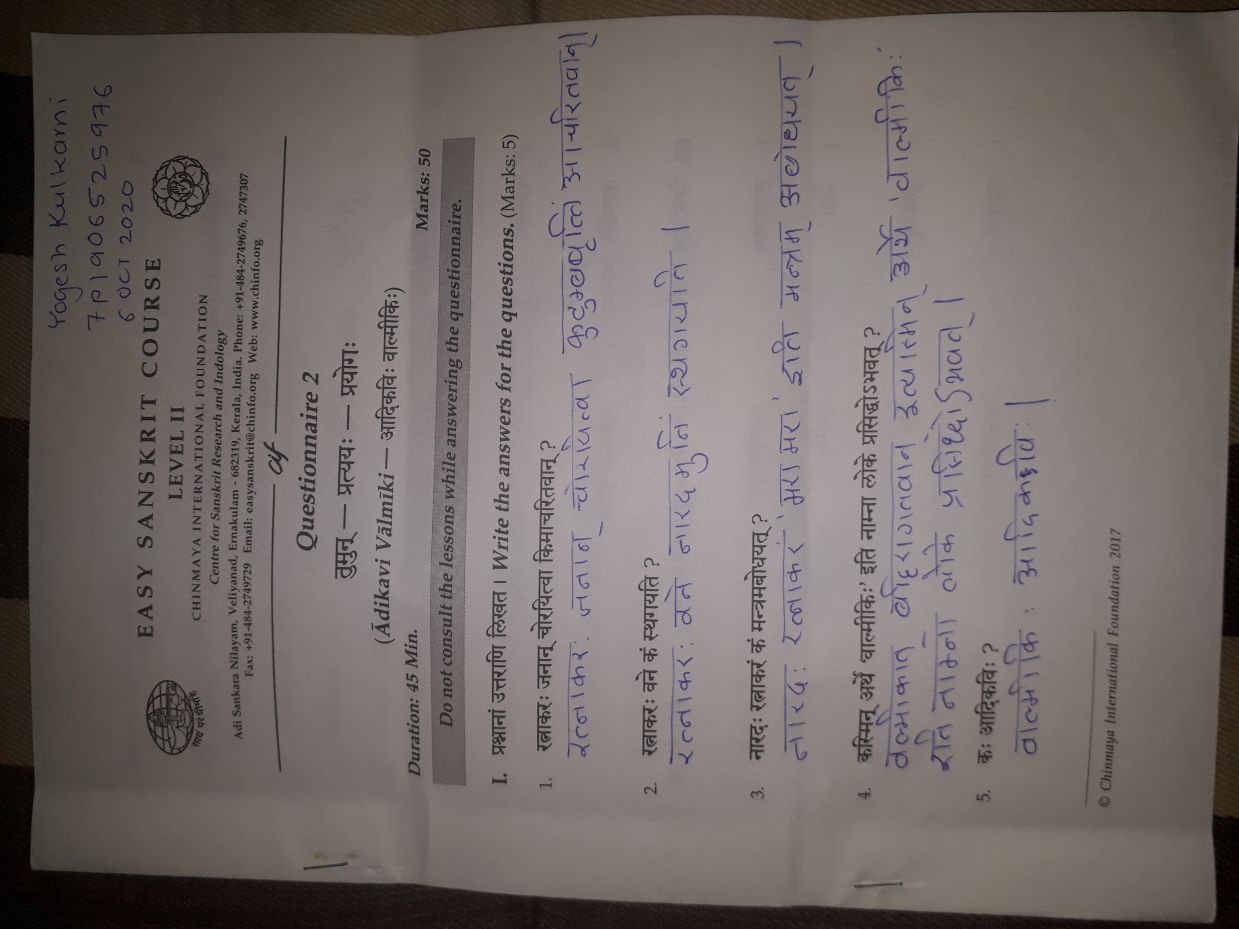 Yogesh Kulkarni
7P1906525976
6 OCT 2020
EASY SANSKRIT COURSE
LEVEL II
CHINMAYA INTERNATIONAL FOUNDATION
Centre for Sanskrit Research and Indology
सत्यं परं धीमहि
Adi Sankara Nilayam, Veliyanad, Ernakulam - 682319, Kerala, India. Phone: +91-484-2749676, 2747307
Fax: +91-484-2749729 Email: easysanskrit@chinfo.org Web: www.chinfo.org
cif
Questionnaire 2
तुमुन् — प्रत्ययः — प्रयोगः
(Ādikavi Vālmīki — आदिकविः वाल्मीकिः)
Duration: 45 Min. Marks: 50
Do not consult the lessons while answering the questionnaire.
I. प्रश्नानां उत्तराणि लिखत । Write the answers for the questions. (Marks: 5)
1. रत्नाकरः जनान् चोरयित्वा किमाचरितवान् ?
रत्नाकरः जनान् चोरयित्वा कुटुम्बवृत्तिं आचरितवान् ।
2. रत्नाकरः वने कं स्थगयति ?
रत्नाकरः वने नारदमुनिं स्थगयति ।
3. नारदः रत्नाकरं कं मन्त्रमबोधयत् ?
नारदः रत्नाकरं 'मरा मरा' इति मन्त्रम् अबोधयत् ।
4. कस्मिन् अर्थे ‘वाल्मीकिः’ इति नाम्ना लोके प्रसिद्धोऽभवत् ?
वल्मीकात् बहिरागतवान् इत्यास्मिन् अर्थे 'वाल्मीकिः'
इति नाम्ना लोके प्रसिध्दोऽभवत् ।
5. कः आदिकविः ?
वाल्मीकिः आदिकविः ।
© Chinmaya International Foundation 2017